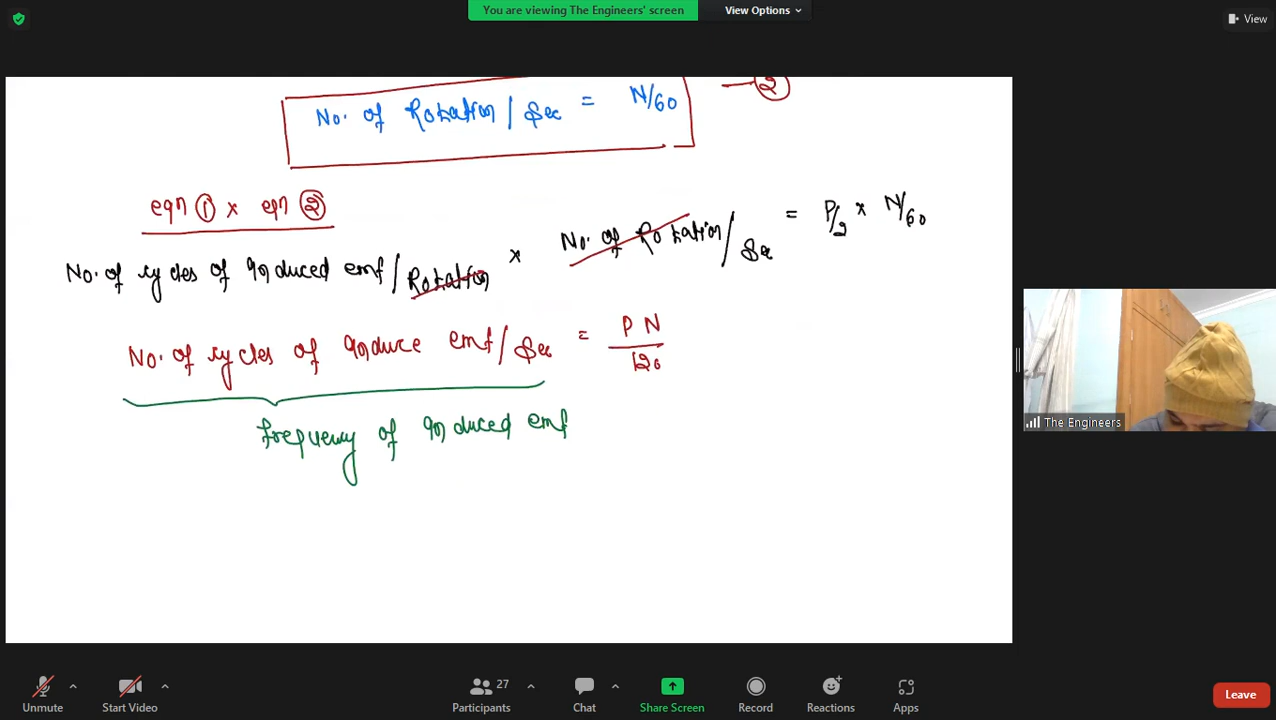 You are viewing The Engineers' screen
View Options
View
No. of Rotation / Sec = N/60 — ②
eqn ① × eqn ②
No. of cycles of induced emf / Rotation × No. of Rotation / Sec = P/2 × N/60
No. of cycles of induce emf / Sec = PN
120
frequency of induced emf
The Engineers
Unmute
Start Video
27
Participants
Chat
Share Screen
Record
Reactions
Apps
Leave